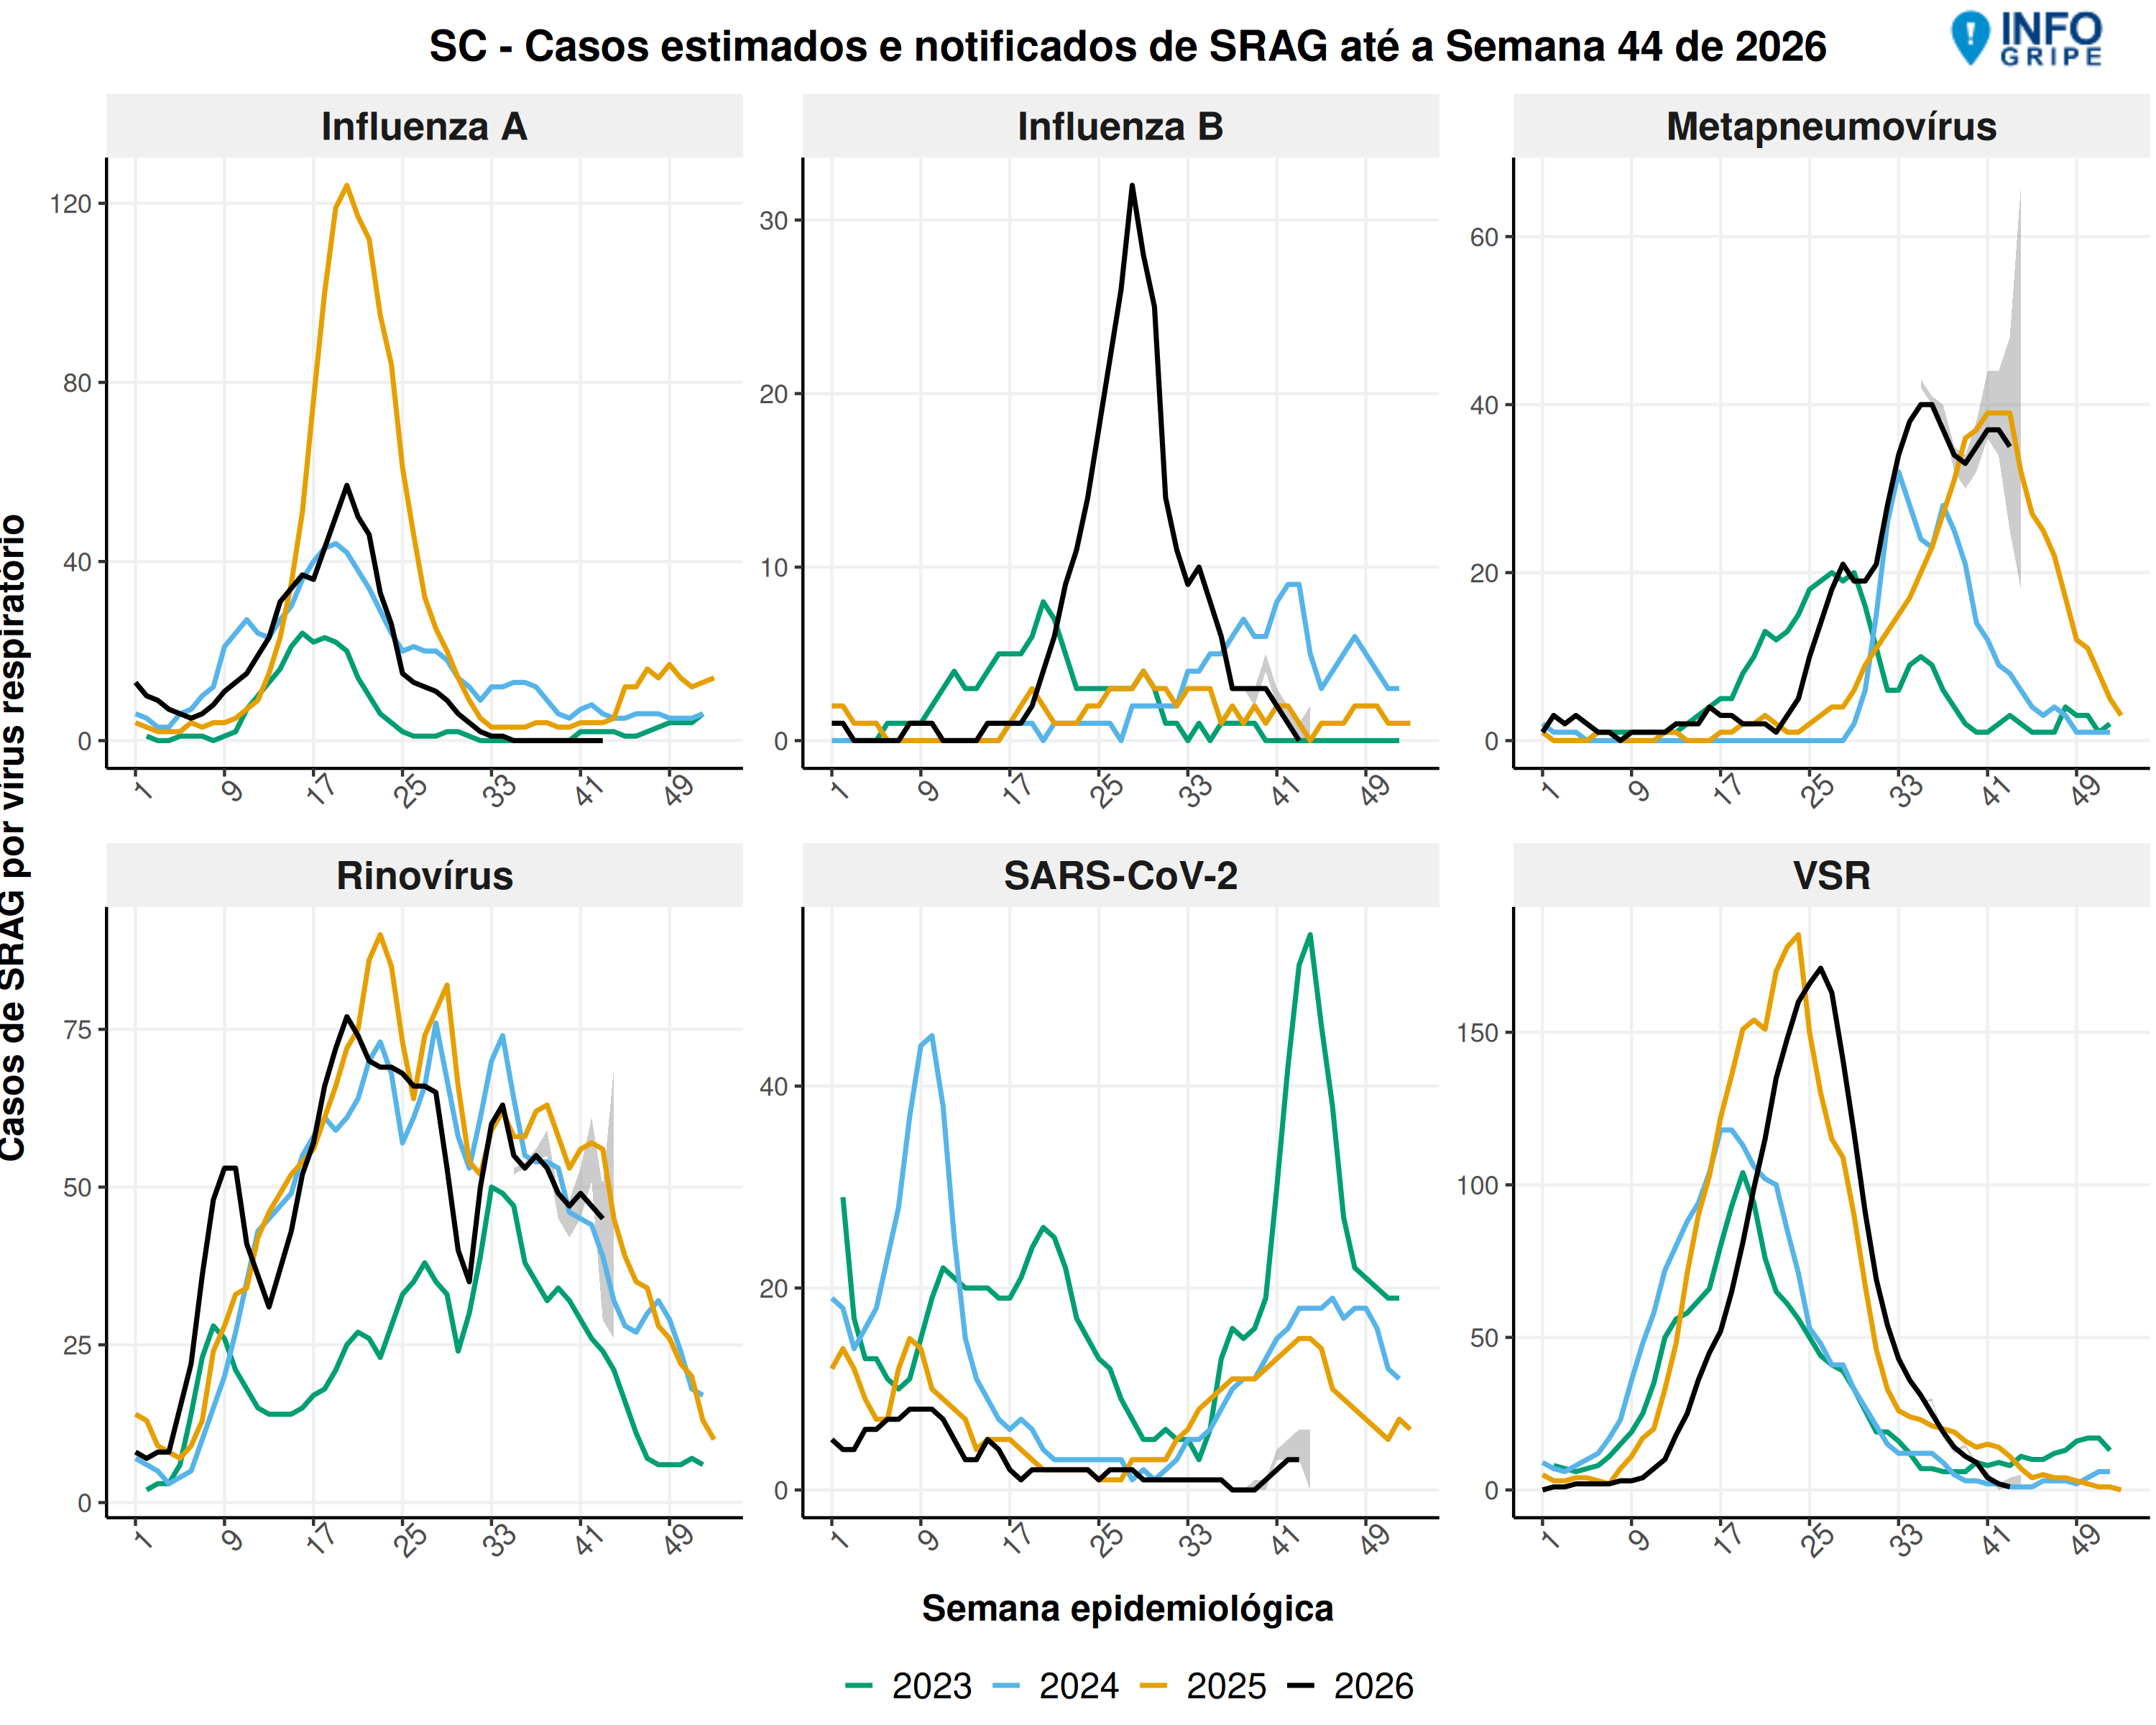 SC - Casos estimados e notificados de SRAG até a Semana 44 de 2026
INFO
GRIPE
Casos de SRAG por vírus respiratório
Influenza A
0
40
80
120
1 9 17 25 33 41 49
Influenza B
0
10
20
30
1 9 17 25 33 41 49
Metapneumovírus
0
20
40
60
1 9 17 25 33 41 49
Rinovírus
0
25
50
75
1 9 17 25 33 41 49
SARS-CoV-2
0
20
40
1 9 17 25 33 41 49
VSR
0
50
100
150
1 9 17 25 33 41 49
Semana epidemiológica
2023 2024 2025 2026